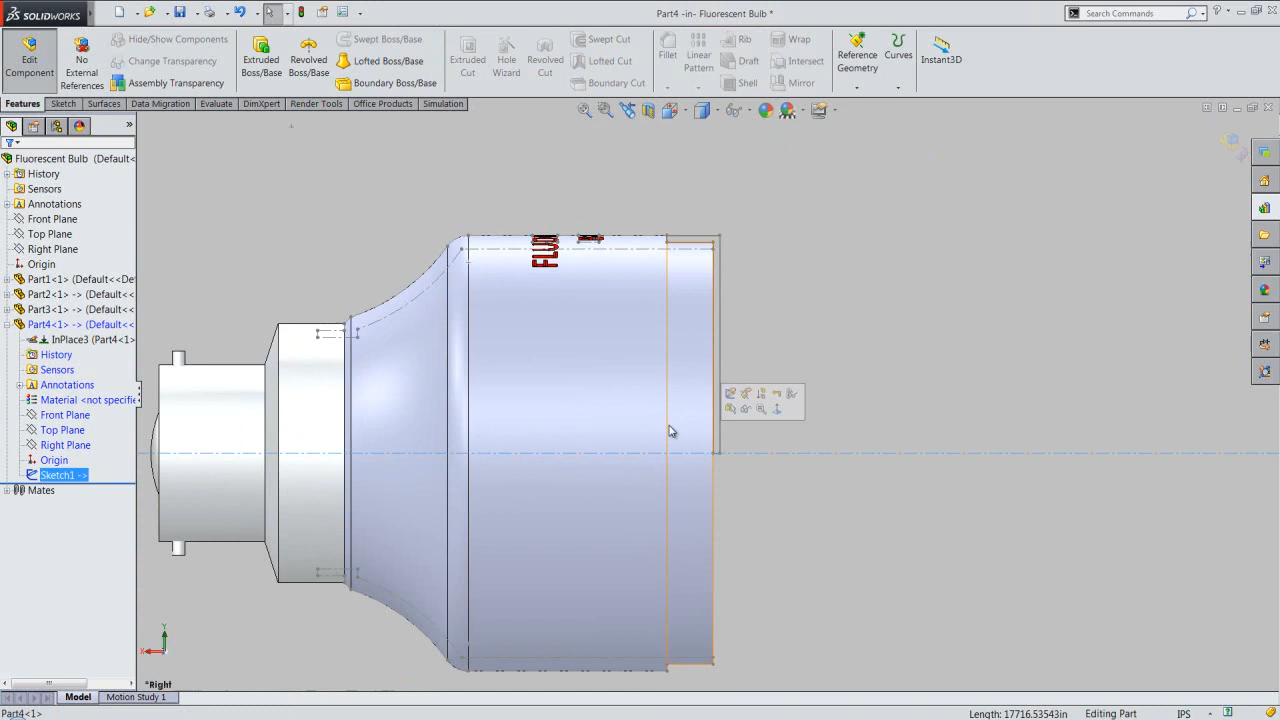 SOLIDWORKS
Part4 -in- Fluorescent Bulb *
Search Commands
Edit Component
No External References
Hide/Show Components
Change Transparency
Assembly Transparency
Extruded Boss/Base
Revolved Boss/Base
Swept Boss/Base
Lofted Boss/Base
Boundary Boss/Base
Extruded Cut
Hole Wizard
Revolved Cut
Swept Cut
Lofted Cut
Boundary Cut
Fillet
Linear Pattern
Rib
Draft
Shell
Wrap
Intersect
Mirror
Reference Geometry
Curves
Instant3D
Features
Sketch
Surfaces
Data Migration
Evaluate
DimXpert
Render Tools
Office Products
Simulation
Fluorescent Bulb (Default<
History
Sensors
Annotations
Front Plane
Top Plane
Right Plane
Origin
Part1<1> (Default<<De
Part2<1> -> (Default<<
Part3<1> -> (Default<<
Part4<1> -> (Default<<
InPlace3 (Part4<1
History
Sensors
Annotations
Material <not specifie
Front Plane
Top Plane
Right Plane
Origin
Sketch1 ->
Mates
Y
X
*Right
Model
Motion Study 1
Part4<1>
Length: 17716.53543in
Editing Part
IPS